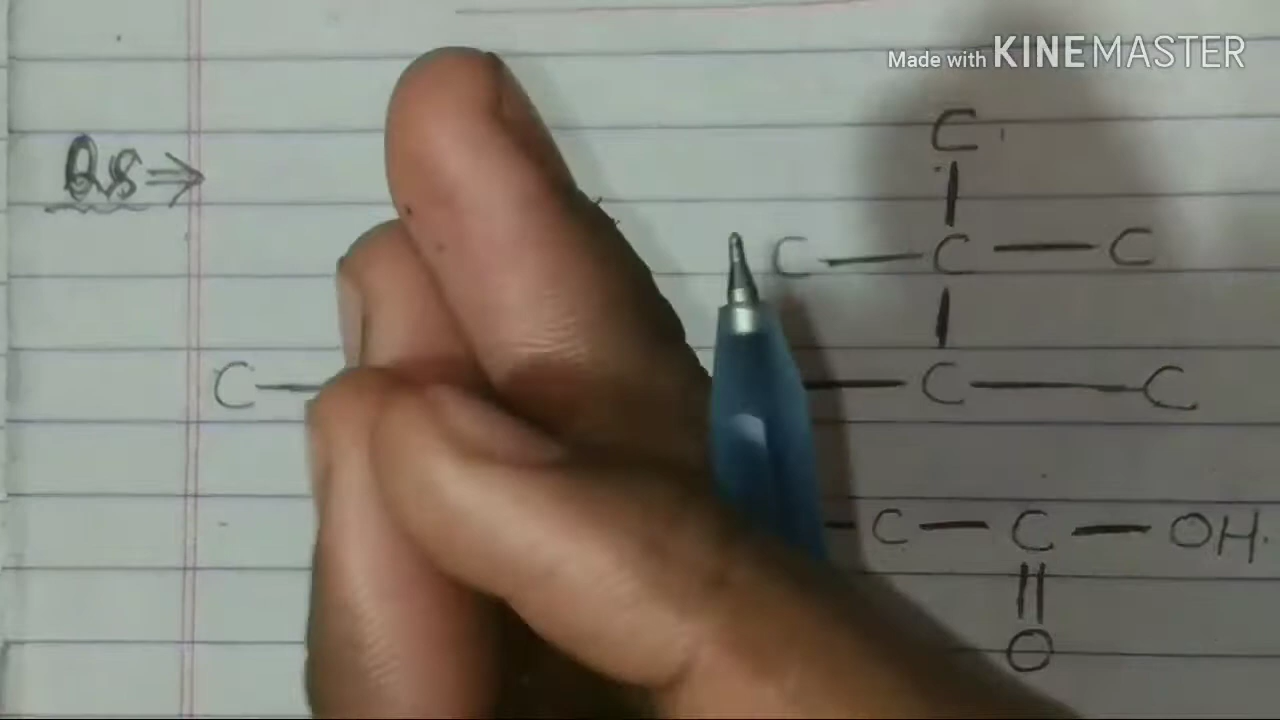 Made with KINEMASTER
C
Qs ⇒
C — C — C
C — — C — C
— C — C — OH.
O